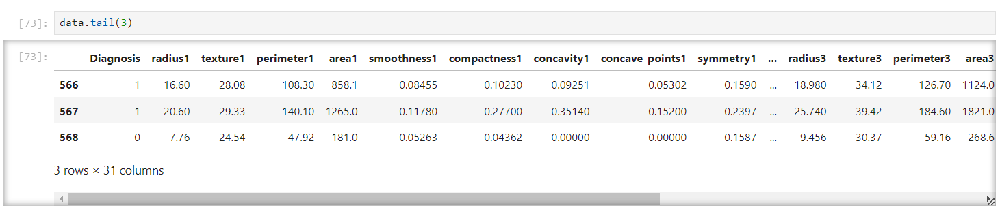 [73]: data.tail(3)
[73]: Diagnosis radius1 texture1 perimeter1 area1 smoothness1 compactness1 concavity1 concave_points1 symmetry1 ... radius3 texture3 perimeter3 area3
566 1 16.60 28.08 108.30 858.1 0.08455 0.10230 0.09251 0.05302 0.1590 ... 18.980 34.12 126.70 1124.0
567 1 20.60 29.33 140.10 1265.0 0.11780 0.27700 0.35140 0.15200 0.2397 ... 25.740 39.42 184.60 1821.0
568 0 7.76 24.54 47.92 181.0 0.05263 0.04362 0.00000 0.00000 0.1587 ... 9.456 30.37 59.16 268.6
3 rows × 31 columns